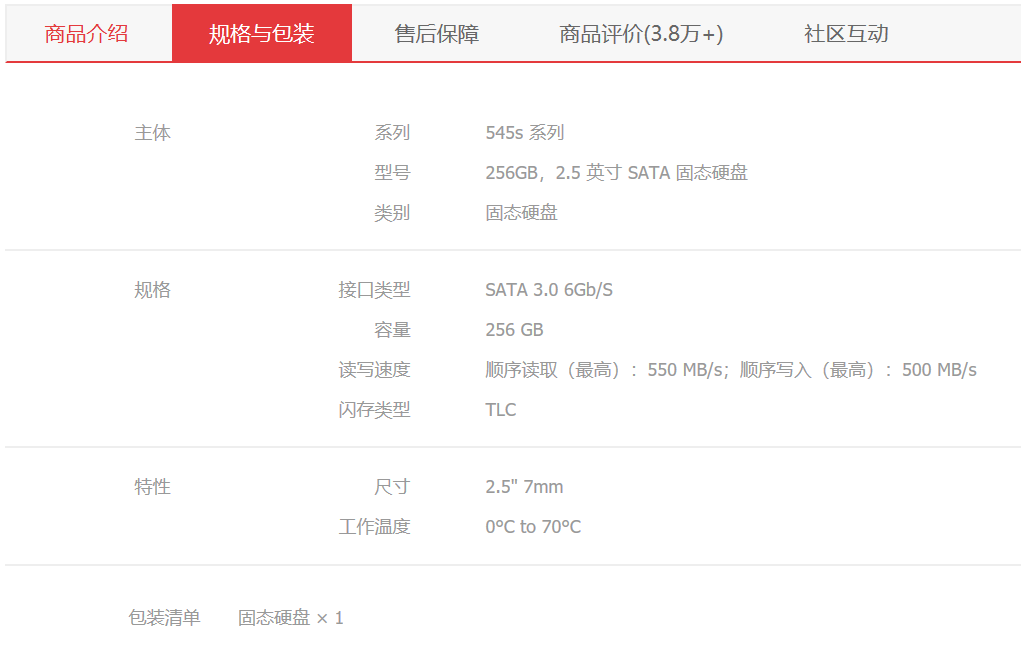 商品介绍 规格与包装 售后保障 商品评价(3.8万+) 社区互动
主体 系列 545s 系列
型号 256GB，2.5 英寸 SATA 固态硬盘
类别 固态硬盘
规格 接口类型 SATA 3.0 6Gb/S
容量 256 GB
读写速度 顺序读取（最高）：550 MB/s；顺序写入（最高）：500 MB/s
闪存类型 TLC
特性 尺寸 2.5" 7mm
工作温度 0°C to 70°C
包装清单 固态硬盘 × 1